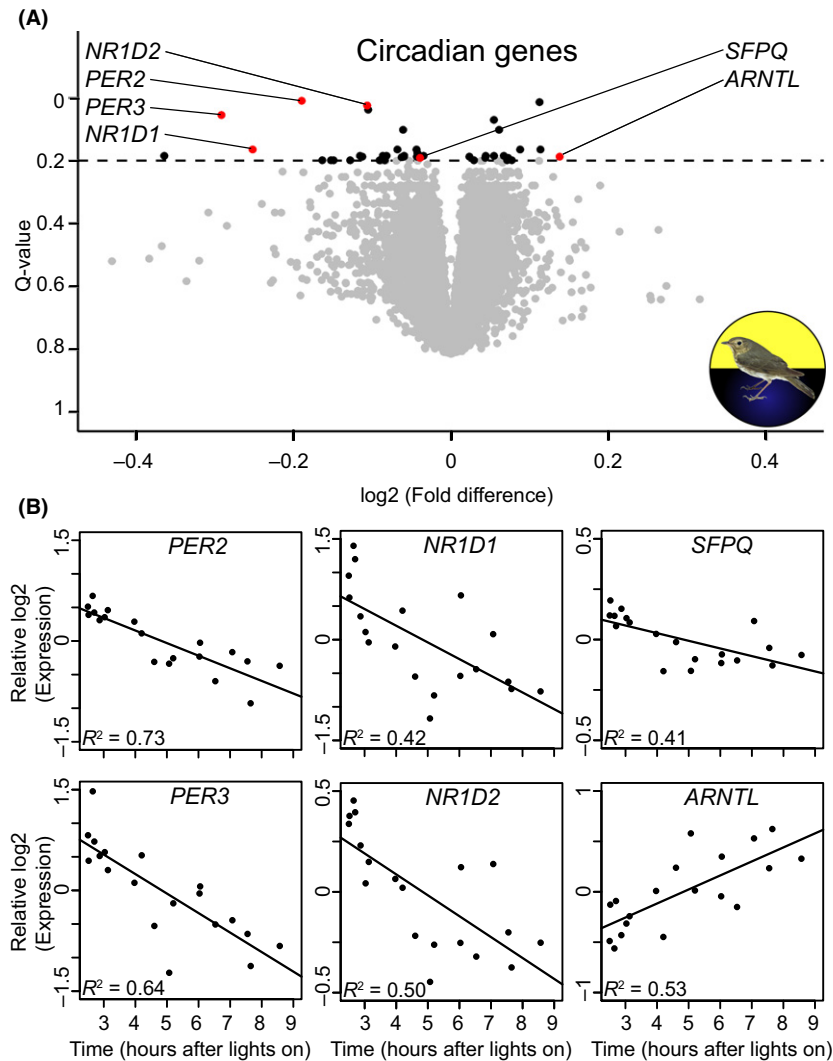 (A)
Circadian genes
NR1D2
PER2
PER3
NR1D1
SFPQ
ARNTL
0
0.2
0.4
0.6
0.8
1
Q-value
–0.4
–0.2
0
0.2
0.4
log2 (Fold difference)
(B)
PER2
1.5
0
–1.5
Relative log2
(Expression)
R² = 0.73
NR1D1
1.5
0
–1.5
R² = 0.42
SFPQ
0.5
0
–0.5
R² = 0.41
PER3
1.5
0
–1.5
Relative log2
(Expression)
R² = 0.64
NR1D2
0.5
0
–0.5
R² = 0.50
ARNTL
1
0
–1
R² = 0.53
3 4 5 6 7 8 9
Time (hours after lights on)
3 4 5 6 7 8 9
Time (hours after lights on)
3 4 5 6 7 8 9
Time (hours after lights on)